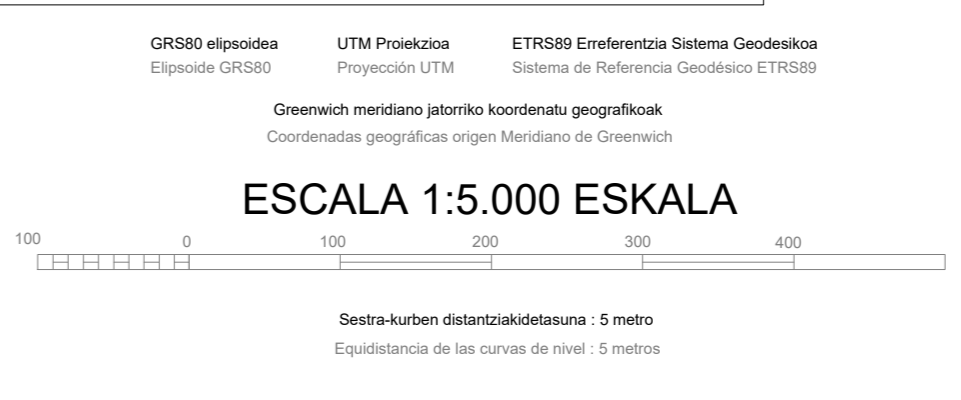 GRS80 elipsoidea UTM Proiekzioa ETRS89 Erreferentzia Sistema Geodesikoa
Elipsoide GRS80 Proyección UTM Sistema de Referencia Geodésico ETRS89
Greenwich meridiano jatorriko koordenatu geografikoak
Coordenadas geográficas origen Meridiano de Greenwich
ESCALA 1:5.000 ESKALA
100 0 100 200 300 400
Sestra-kurben distantziakidetasuna : 5 metro
Equidistancia de las curvas de nivel : 5 metros